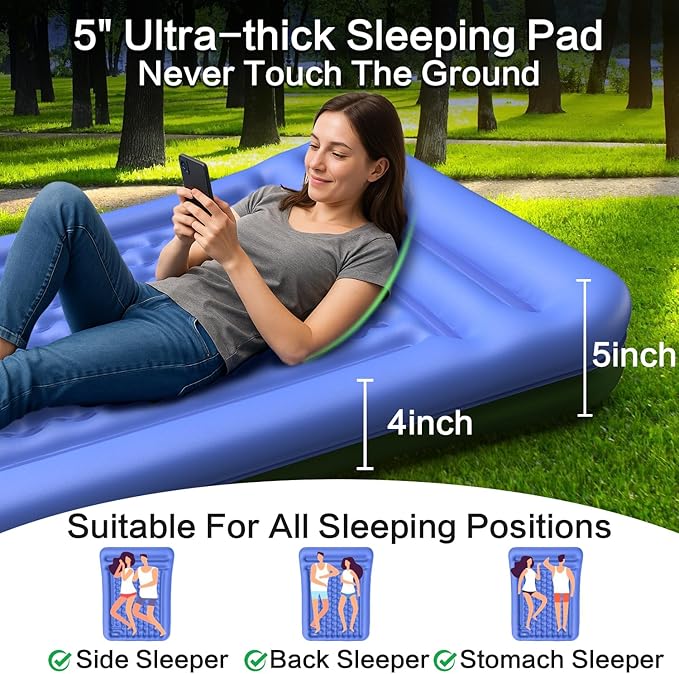 5" Ultra-thick Sleeping Pad
Never Touch The Ground
5inch
4inch
Suitable For All Sleeping Positions
Side Sleeper
Back Sleeper
Stomach Sleeper